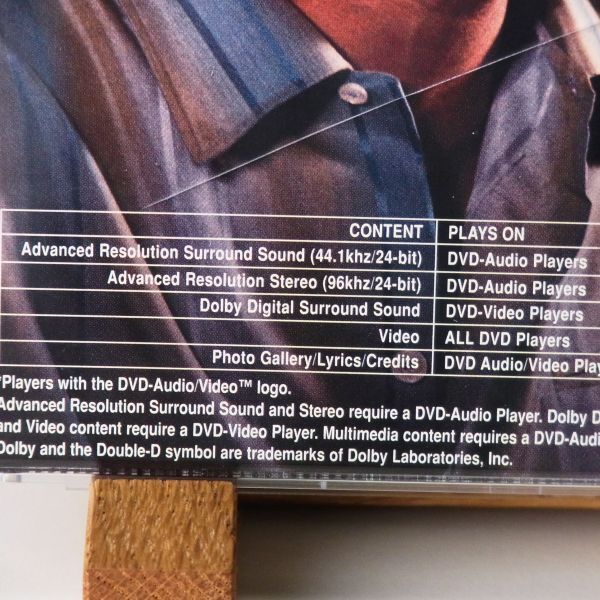 CONTENT PLAYS ON
Advanced Resolution Surround Sound (44.1khz/24-bit) DVD-Audio Players
Advanced Resolution Stereo (96khz/24-bit) DVD-Audio Players
Dolby Digital Surround Sound DVD-Video Players
Video ALL DVD Players
Photo Gallery/Lyrics/Credits DVD Audio/Video Play
*Players with the DVD-Audio/Video™ logo.
Advanced Resolution Surround Sound and Stereo require a DVD-Audio Player. Dolby D
and Video content require a DVD-Video Player. Multimedia content requires a DVD-Audi
Dolby and the Double-D symbol are trademarks of Dolby Laboratories, Inc.